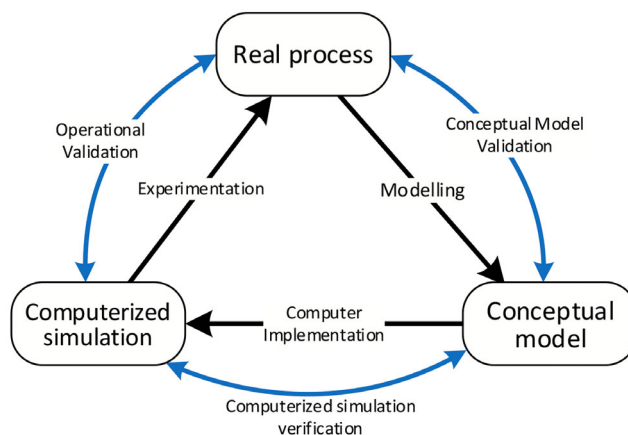 Real process
Operational
Validation
Conceptual Model
Validation
Experimentation
Modelling
Computerized
simulation
Computer
Implementation
Conceptual
model
Computerized simulation
verification